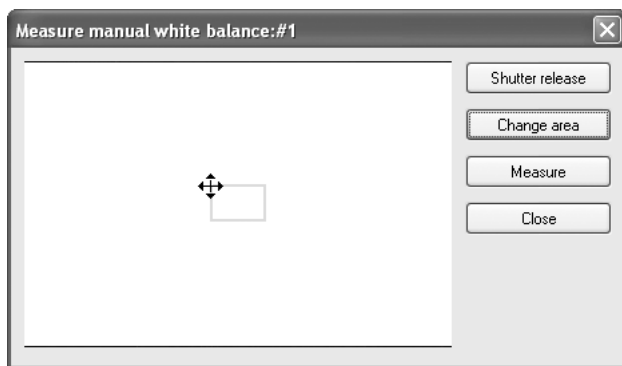 Measure manual white balance:#1
Shutter release
Change area
Measure
Close